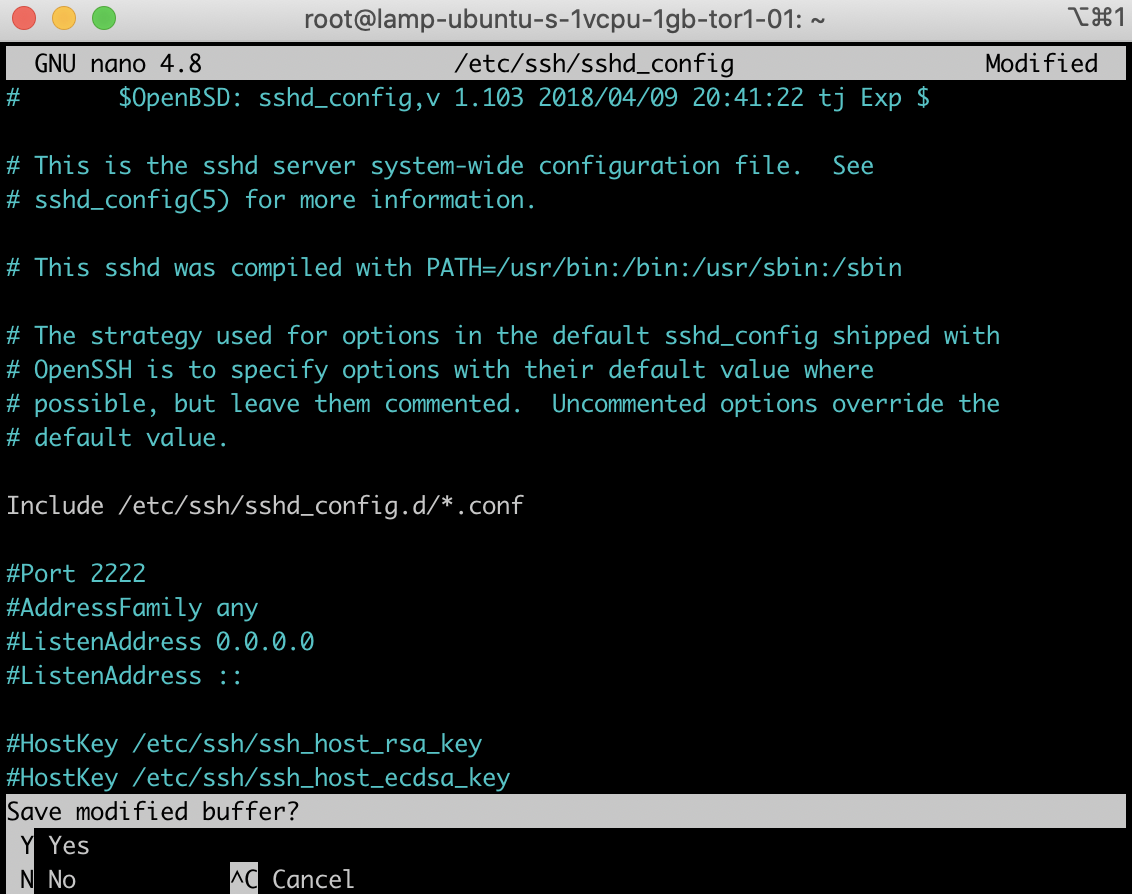 root@lamp-ubuntu-s-1vcpu-1gb-tor1-01: ~ ⌥⌘1
GNU nano 4.8 /etc/ssh/sshd_config Modified
# $OpenBSD: sshd_config,v 1.103 2018/04/09 20:41:22 tj Exp $
# This is the sshd server system-wide configuration file. See
# sshd_config(5) for more information.
# This sshd was compiled with PATH=/usr/bin:/bin:/usr/sbin:/sbin
# The strategy used for options in the default sshd_config shipped with
# OpenSSH is to specify options with their default value where
# possible, but leave them commented. Uncommented options override the
# default value.
Include /etc/ssh/sshd_config.d/*.conf
#Port 2222
#AddressFamily any
#ListenAddress 0.0.0.0
#ListenAddress ::
#HostKey /etc/ssh/ssh_host_rsa_key
#HostKey /etc/ssh/ssh_host_ecdsa_key
Save modified buffer?
Y Yes
N No ^C Cancel